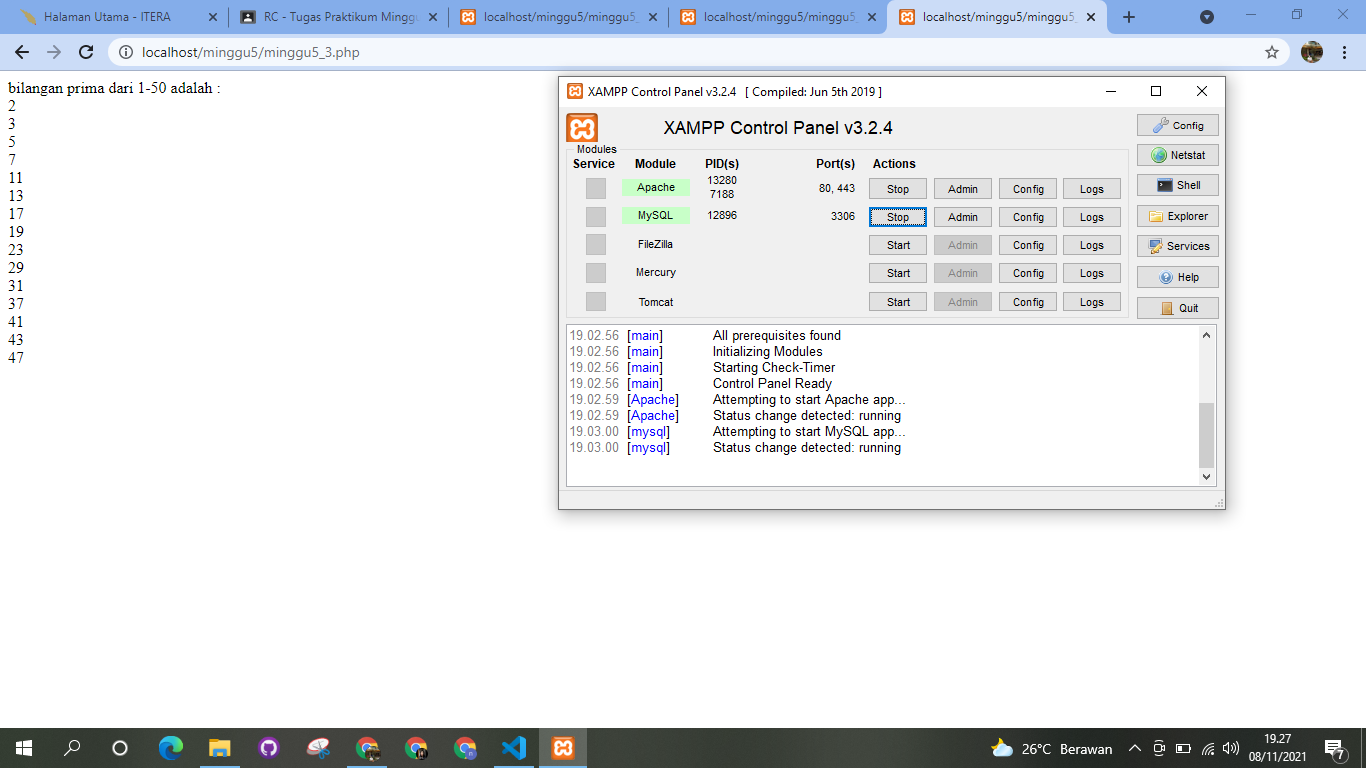 Halaman Utama - ITERA
RC - Tugas Praktikum Minggu
localhost/minggu5/minggu5_
localhost/minggu5/minggu5_
localhost/minggu5/minggu5_
localhost/minggu5/minggu5_3.php
bilangan prima dari 1-50 adalah :
2
3
5
7
11
13
17
19
23
29
31
37
41
43
47
XAMPP Control Panel v3.2.4 [ Compiled: Jun 5th 2019 ]
XAMPP Control Panel v3.2.4
Modules
Service Module PID(s) Port(s) Actions
Apache 13280 7188 80, 443 Stop Admin Config Logs
MySQL 12896 3306 Stop Admin Config Logs
FileZilla Start Admin Config Logs
Mercury Start Admin Config Logs
Tomcat Start Admin Config Logs
Config
Netstat
Shell
Explorer
Services
Help
Quit
19.02.56 [main] All prerequisites found
19.02.56 [main] Initializing Modules
19.02.56 [main] Starting Check-Timer
19.02.56 [main] Control Panel Ready
19.02.59 [Apache] Attempting to start Apache app...
19.02.59 [Apache] Status change detected: running
19.03.00 [mysql] Attempting to start MySQL app...
19.03.00 [mysql] Status change detected: running
26°C Berawan
19.27
08/11/2021
7